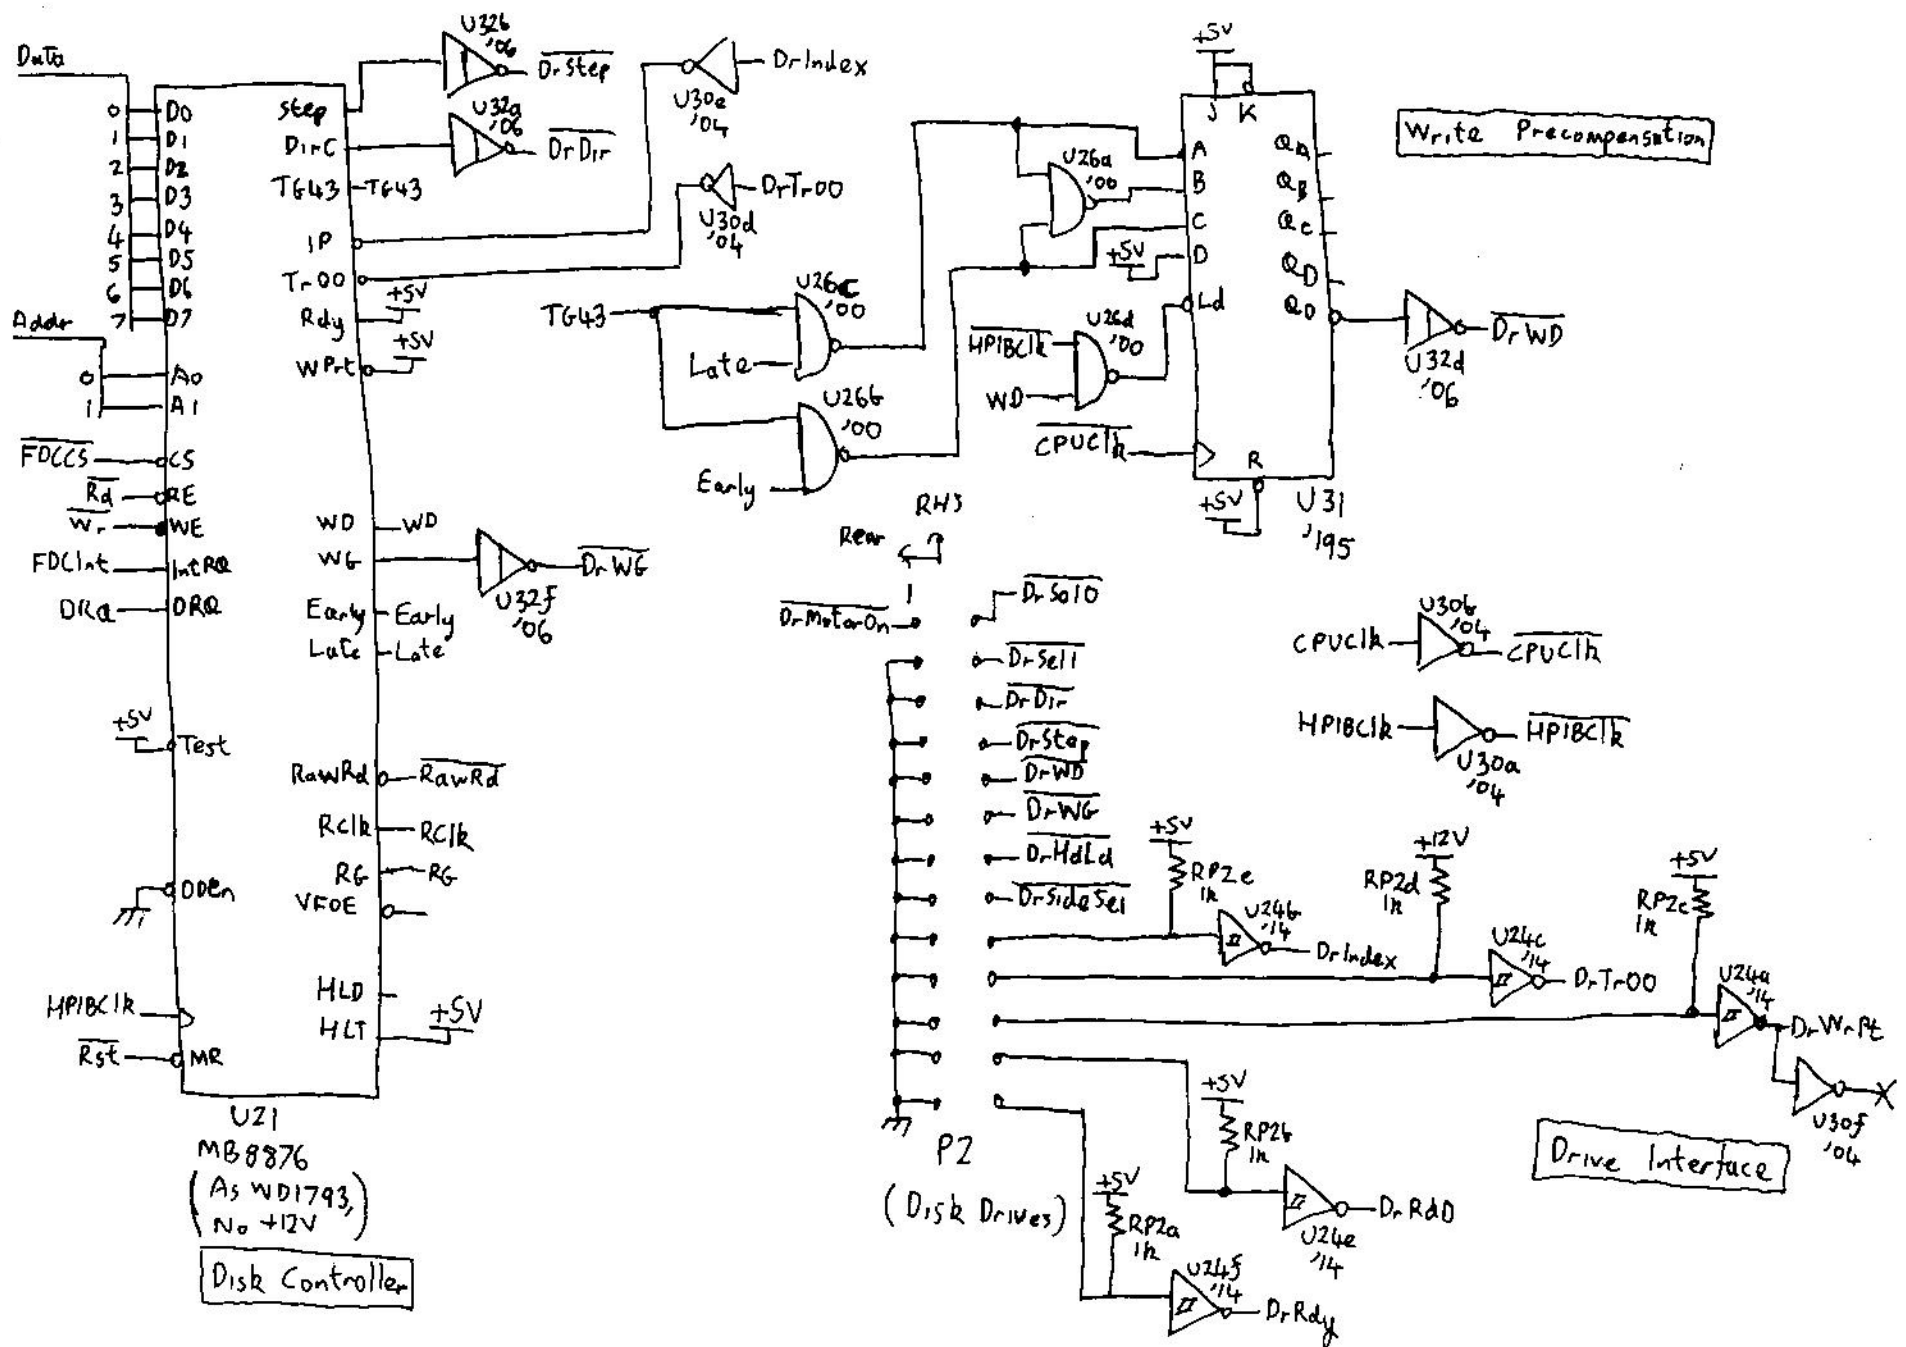 Data
0 D0
1 D1
2 D2
3 D3
4 D4
5 D5
6 D6
7 D7
Addr
0 A0
1 A1
FDCCS CS
Rd RE
Wr WE
FDCInt IntRQ
DRQ DRQ
+5V
Test
DDEn
HPIBClk
Rst MR
Step
DirC
TG43 TG43
IP
Tr00
Rdy +5V
WPrt +5V
WD WD
WG
Early Early
Late Late
RawRd RawRd
RClk RClk
RG RG
VFOE
HLD
HLT +5V
U21
MB8876
(As WD1793,
No +12V)
Disk Controller
U32b
'06
DrStep
U32a
'06
DrDir
DrIndex
U30e
'04
DrTr00
U30d
'04
U32f
'06
DrWG
TG43
U26c
'00
Late
U26b
'00
Early
U26a
'00
+5V
HPIBClk
U26d
'00
WD
CPUClk
+5V
J K
A
B
C
D
Ld
R
+5V
QA
QB
QC
QD
QD
U31
'195
U32d
'06
DrWD
Write Precompensation
RHS
Rear
1
DrMotorOn
DrSel0
DrSel1
DrDir
DrStep
DrWD
DrWG
DrHdLd
DrSideSel
P2
(Disk Drives)
CPUClk
U30b
'04
CPUClk
HPIBClk
U30a
'04
HPIBClk
+5V
RP2e
1k
U24b
'14
DrIndex
+12V
RP2d
1k
U24c
'14
DrTr00
+5V
RP2c
1k
U24a
'14
DrWrPt
U30f
'04
+5V
RP2b
1k
U24e
'14
DrRdD
+5V
RP2a
1k
U24f
'14
DrRdy
Drive Interface